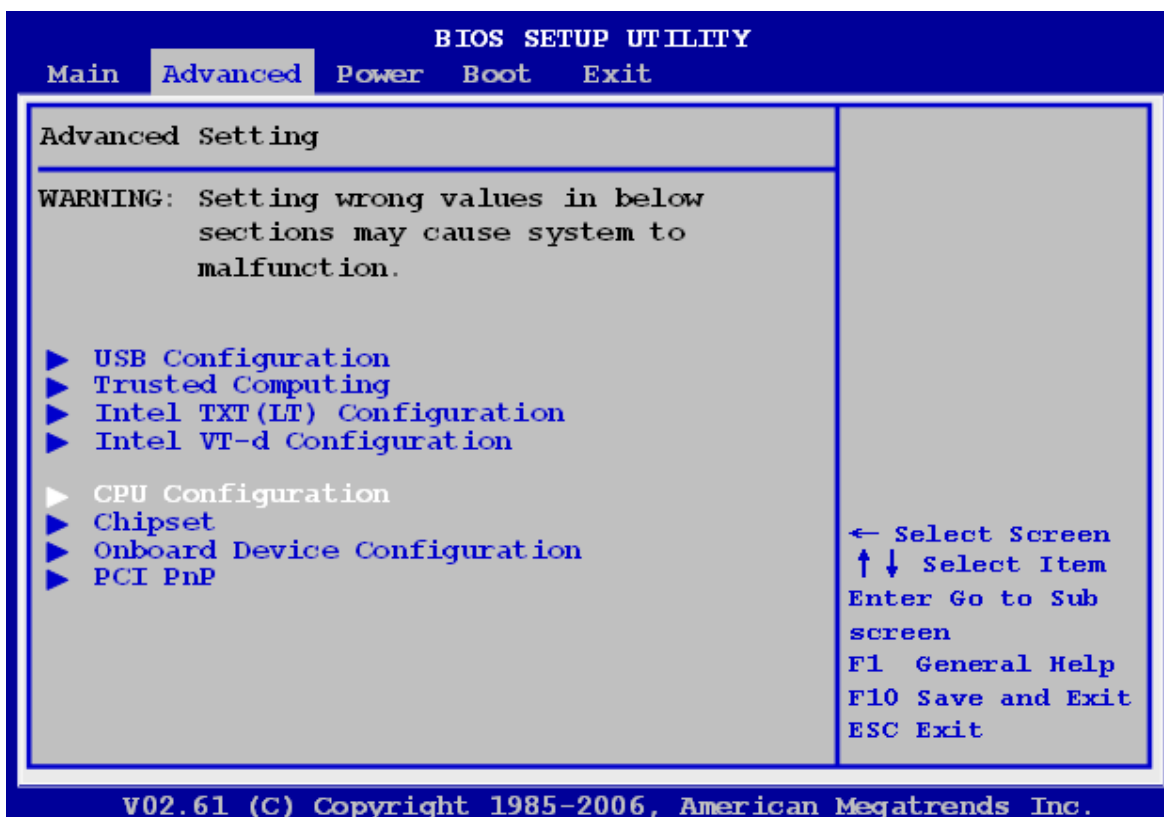 BIOS SETUP UTILITY
Main Advanced Power Boot Exit
Advanced Setting
WARNING: Setting wrong values in below
sections may cause system to
malfunction.
▶ USB Configuration
▶ Trusted Computing
▶ Intel TXT(LT) Configuration
▶ Intel VT-d Configuration
▶ CPU Configuration
▶ Chipset
▶ Onboard Device Configuration
▶ PCI PnP
← Select Screen
↑↓ Select Item
Enter Go to Sub
screen
F1 General Help
F10 Save and Exit
ESC Exit
V02.61 (C) Copyright 1985-2006, American Megatrends Inc.